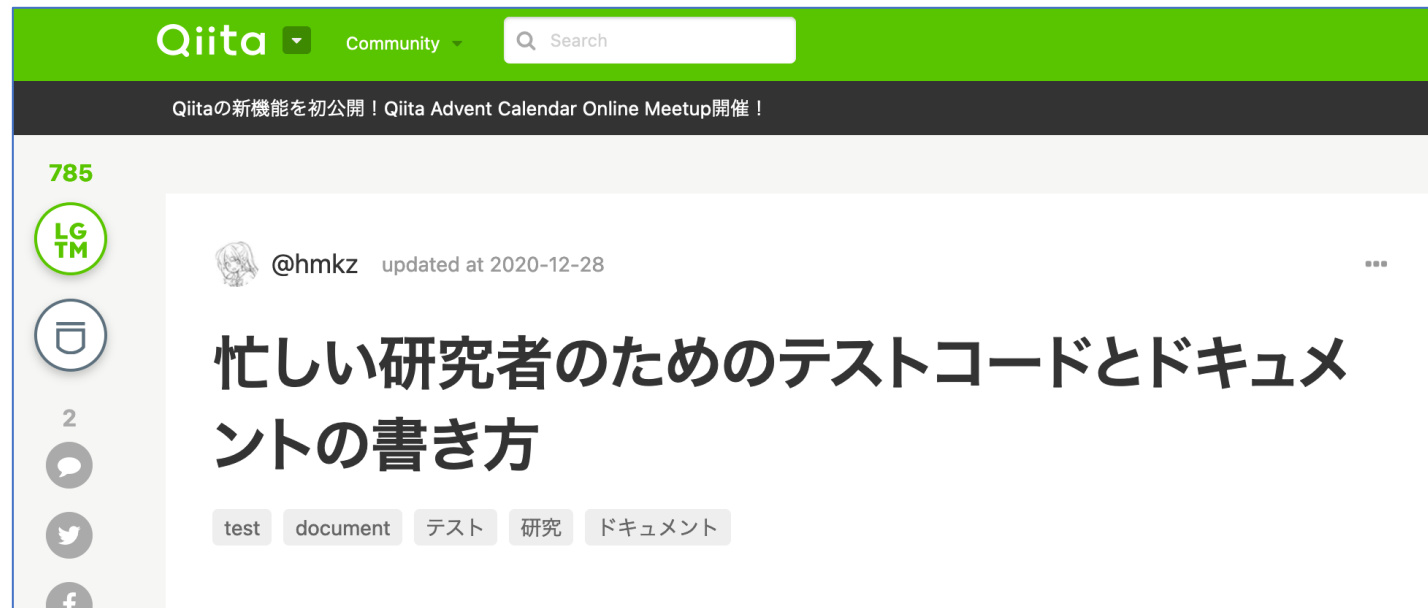 Qiita
Community
Search
Qiitaの新機能を初公開！Qiita Advent Calendar Online Meetup開催！
785
LG
TM
@hmkz updated at 2020-12-28
忙しい研究者のためのテストコードとドキュメ
ントの書き方
2
test document テスト 研究 ドキュメント